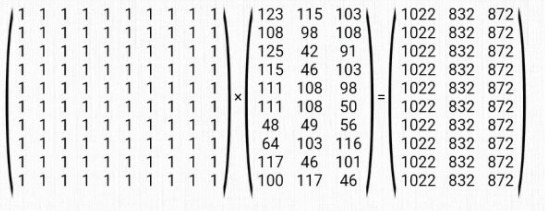 1 1 1 1 1 1 1 1 1 1 123 115 103 1022 832 872
1 1 1 1 1 1 1 1 1 1 108 98 108 1022 832 872
1 1 1 1 1 1 1 1 1 1 125 42 91 1022 832 872
1 1 1 1 1 1 1 1 1 1 115 46 103 1022 832 872
1 1 1 1 1 1 1 1 1 1 × 111 108 98 = 1022 832 872
1 1 1 1 1 1 1 1 1 1 111 108 50 1022 832 872
1 1 1 1 1 1 1 1 1 1 48 49 56 1022 832 872
1 1 1 1 1 1 1 1 1 1 64 103 116 1022 832 872
1 1 1 1 1 1 1 1 1 1 117 46 101 1022 832 872
1 1 1 1 1 1 1 1 1 1 100 117 46 1022 832 872